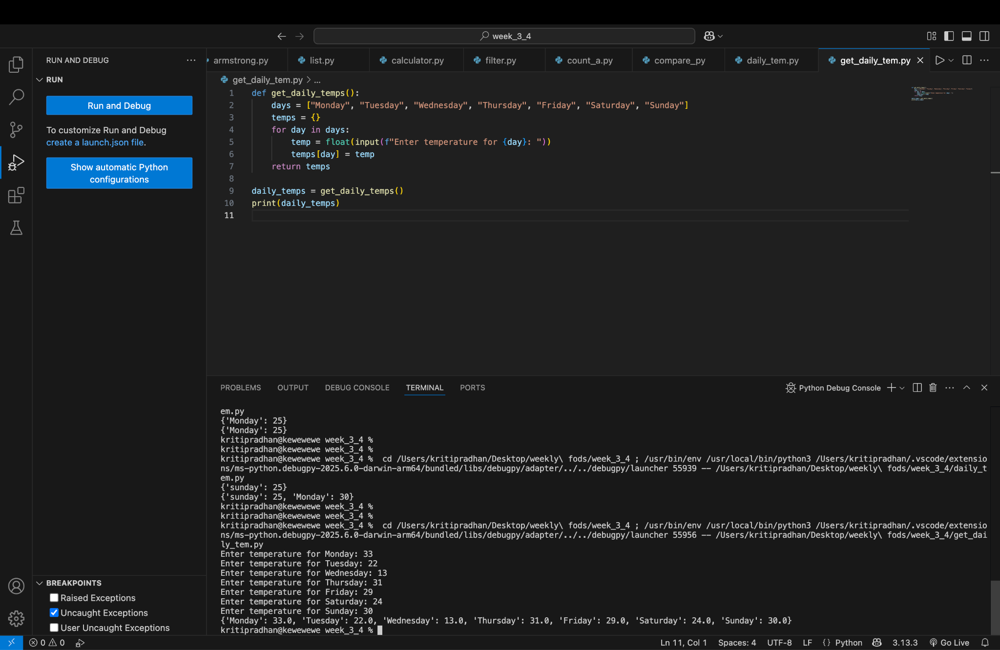 week_3_4
RUN AND DEBUG
armstrong.py
list.py
calculator.py
filter.py
count_a.py
compare_py
daily_tem.py
get_daily_tem.py
RUN
Run and Debug
To customize Run and Debug
create a launch.json file.
Show automatic Python
configurations
get_daily_tem.py > ...
1 def get_daily_temps():
2     days = ["Monday", "Tuesday", "Wednesday", "Thursday", "Friday", "Saturday", "Sunday"]
3     temps = {}
4     for day in days:
5         temp = float(input(f"Enter temperature for {day}: "))
6         temps[day] = temp
7     return temps
8
9 daily_temps = get_daily_temps()
10 print(daily_temps)
11
PROBLEMS OUTPUT DEBUG CONSOLE TERMINAL PORTS
Python Debug Console
em.py
{'Monday': 25}
{'Monday': 25}
kritipradhan@kewewewe week_3_4 %
kritipradhan@kewewewe week_3_4 %
kritipradhan@kewewewe week_3_4 %  cd /Users/kritipradhan/Desktop/weekly\ fods/week_3_4 ; /usr/bin/env /usr/local/bin/python3 /Users/kritipradhan/.vscode/extensio
ns/ms-python.debugpy-2025.6.0-darwin-arm64/bundled/libs/debugpy/adapter/../../debugpy/launcher 55939 -- /Users/kritipradhan/Desktop/weekly\ fods/week_3_4/daily_t
em.py
{'sunday': 25}
{'sunday': 25, 'Monday': 30}
kritipradhan@kewewewe week_3_4 %
kritipradhan@kewewewe week_3_4 %
kritipradhan@kewewewe week_3_4 %  cd /Users/kritipradhan/Desktop/weekly\ fods/week_3_4 ; /usr/bin/env /usr/local/bin/python3 /Users/kritipradhan/.vscode/extensio
ns/ms-python.debugpy-2025.6.0-darwin-arm64/bundled/libs/debugpy/adapter/../../debugpy/launcher 55956 -- /Users/kritipradhan/Desktop/weekly\ fods/week_3_4/get_dai
ly_tem.py
Enter temperature for Monday: 33
Enter temperature for Tuesday: 22
Enter temperature for Wednesday: 13
Enter temperature for Thursday: 31
Enter temperature for Friday: 29
Enter temperature for Saturday: 24
Enter temperature for Sunday: 30
{'Monday': 33.0, 'Tuesday': 22.0, 'Wednesday': 13.0, 'Thursday': 31.0, 'Friday': 29.0, 'Saturday': 24.0, 'Sunday': 30.0}
kritipradhan@kewewewe week_3_4 %
BREAKPOINTS
Raised Exceptions
Uncaught Exceptions
User Uncaught Exceptions
0 0
Ln 11, Col 1 Spaces: 4 UTF-8 LF {} Python 3.13.3 Go Live